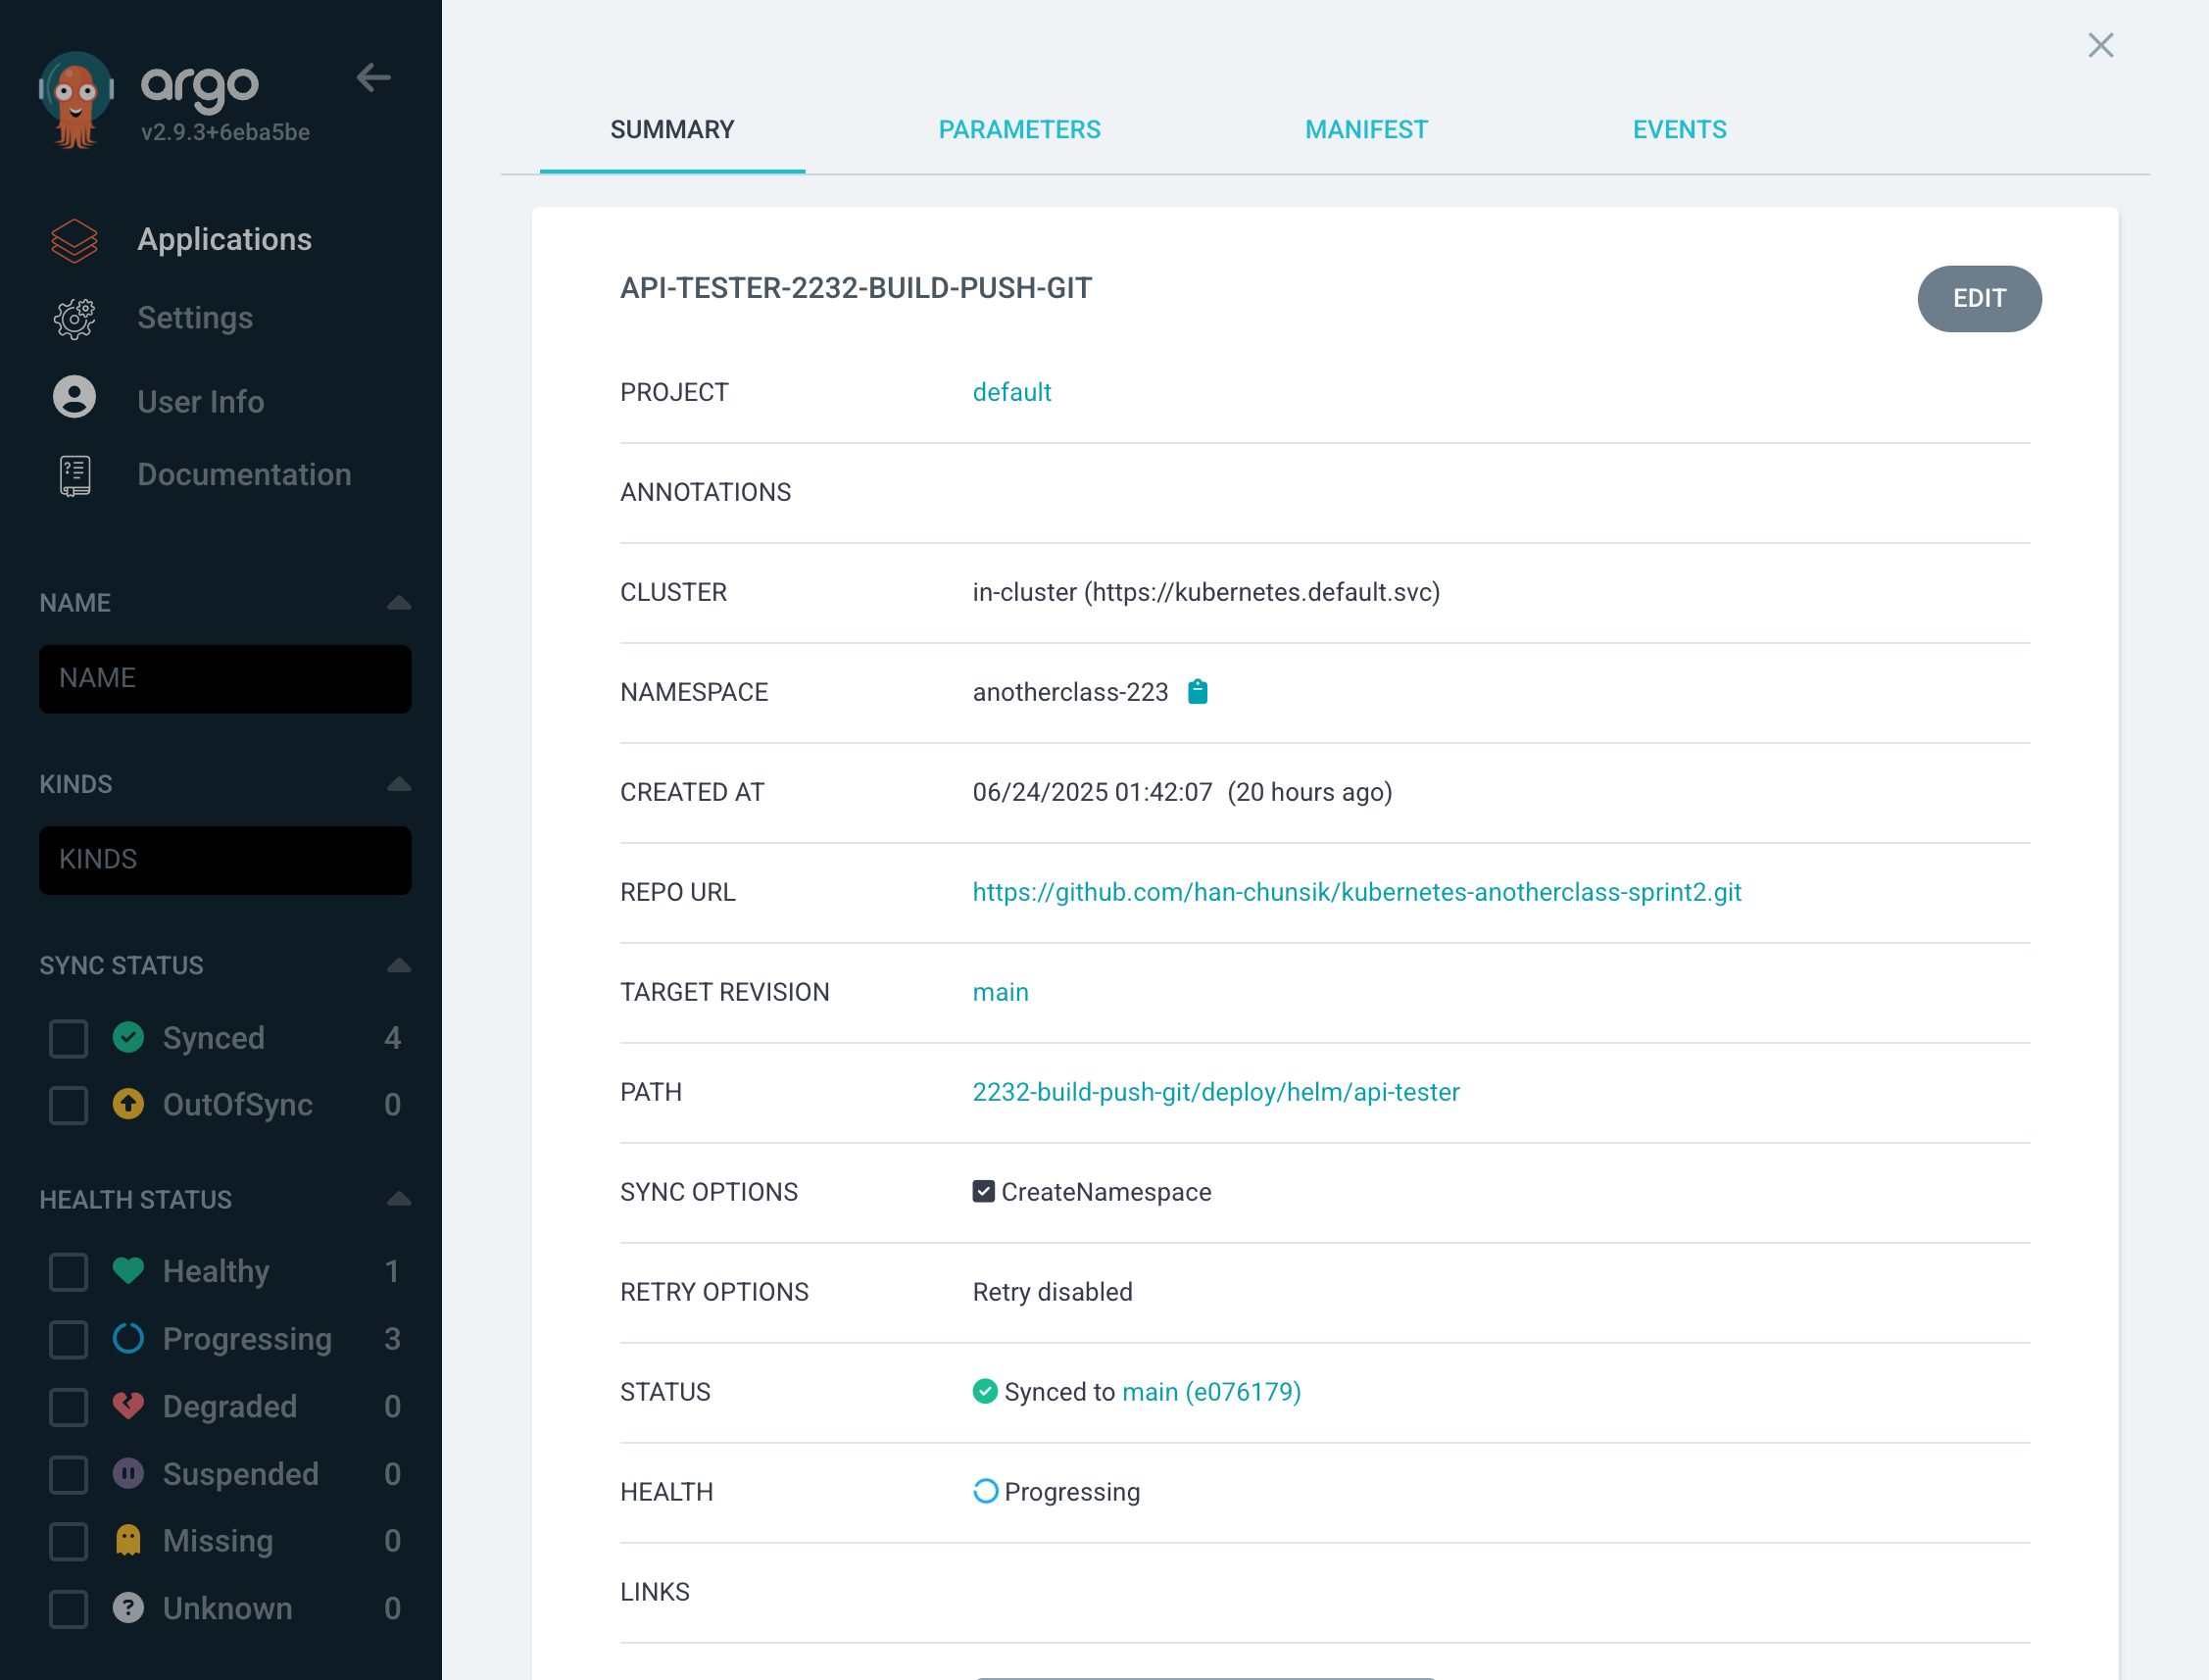 argo
v2.9.3+6eba5be
Applications
Settings
User Info
Documentation
NAME
NAME
KINDS
KINDS
SYNC STATUS
Synced 4
OutOfSync 0
HEALTH STATUS
Healthy 1
Progressing 3
Degraded 0
Suspended 0
Missing 0
Unknown 0
SUMMARY PARAMETERS MANIFEST EVENTS
API-TESTER-2232-BUILD-PUSH-GIT
EDIT
PROJECT default
ANNOTATIONS
CLUSTER in-cluster (https://kubernetes.default.svc)
NAMESPACE anotherclass-223
CREATED AT 06/24/2025 01:42:07 (20 hours ago)
REPO URL https://github.com/han-chunsik/kubernetes-anotherclass-sprint2.git
TARGET REVISION main
PATH 2232-build-push-git/deploy/helm/api-tester
SYNC OPTIONS CreateNamespace
RETRY OPTIONS Retry disabled
STATUS Synced to main (e076179)
HEALTH Progressing
LINKS